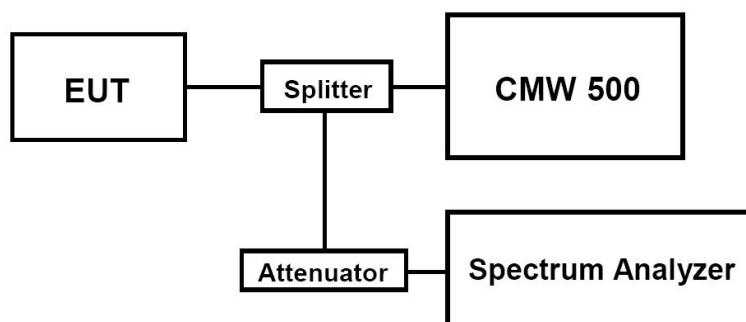 EUT
Splitter
CMW 500
Attenuator
Spectrum Analyzer